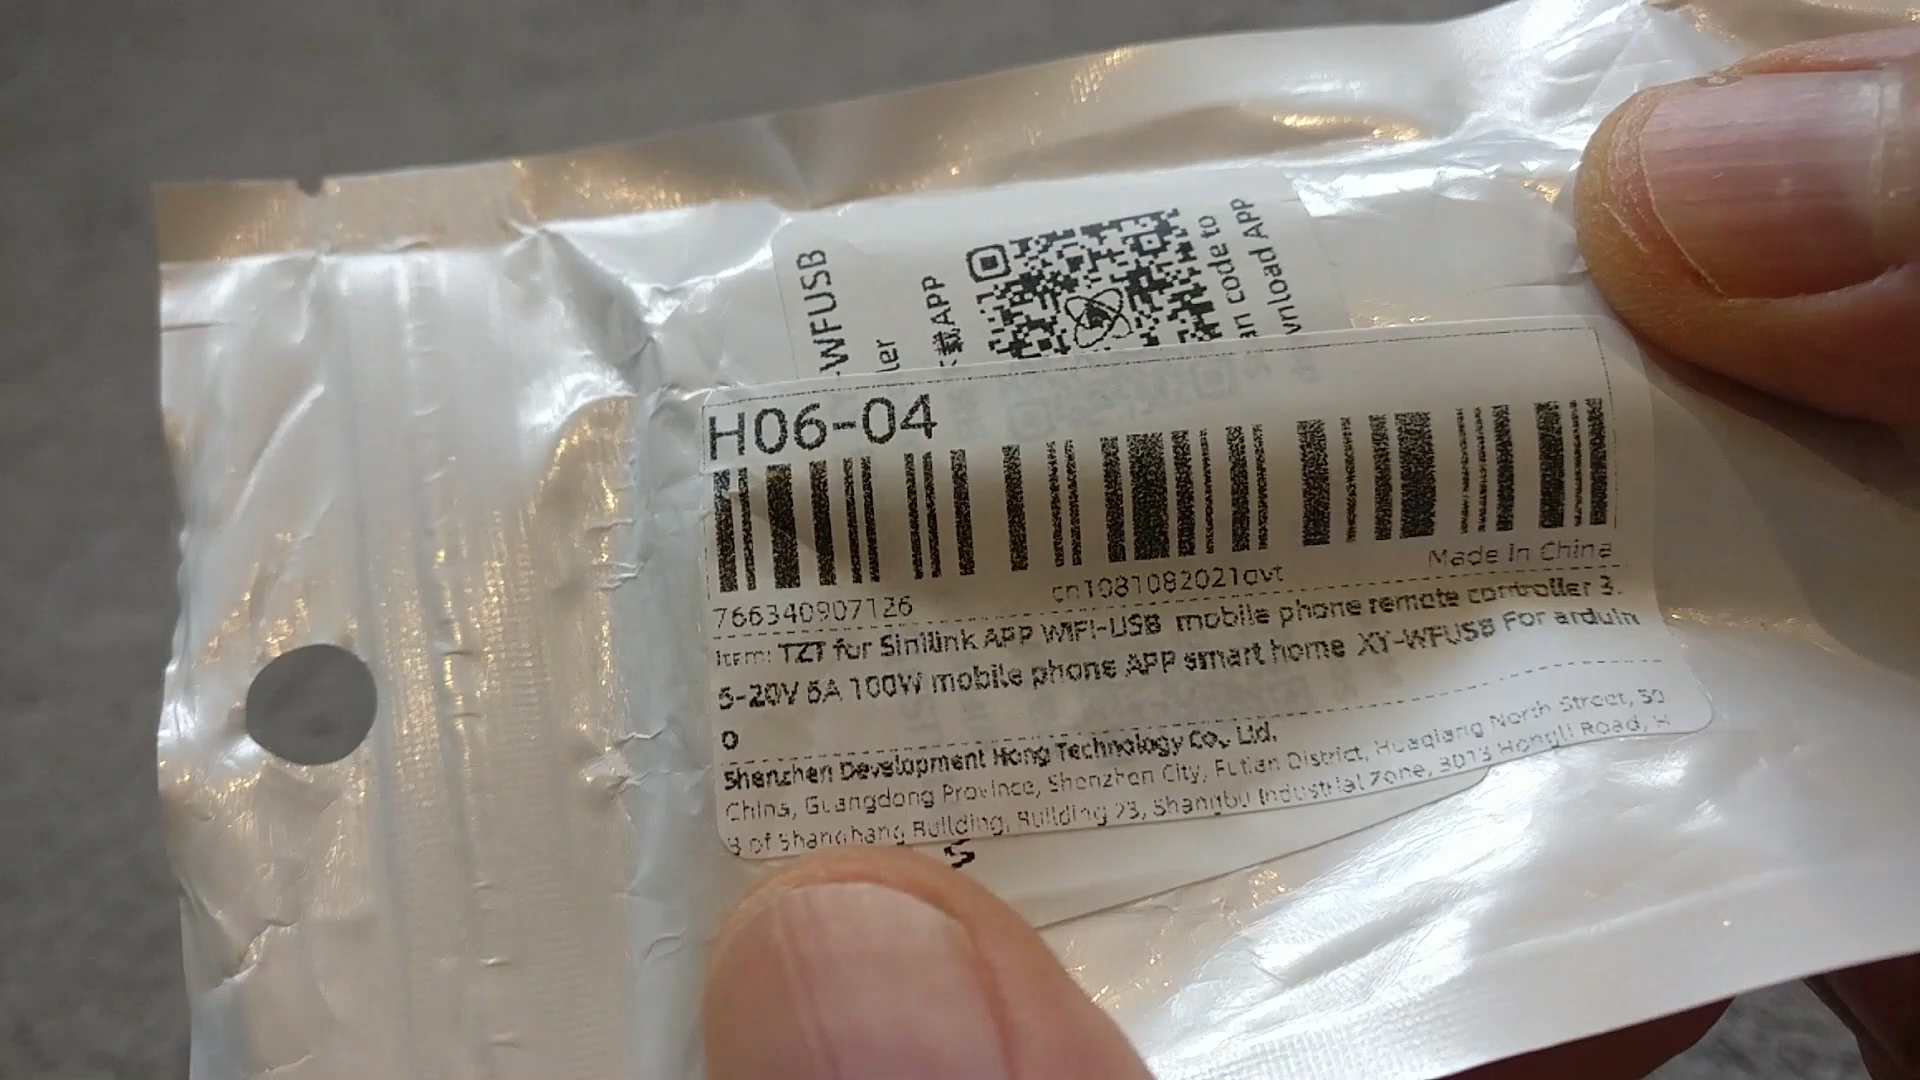 -WFUSB
ler
载APP
an code to
wnload APP
H06-04
766340907126
cn1081082021avt
Made in China
Item: TZT for Sinilink APP WIFI-USB mobile phone remote controller 3.
5-20V 5A 100W mobile phone APP smart home XY-WFUSB For arduin
o
Shenzhen Development Hong Technology Co., Ltd.
China, Guangdong Province, Shenzhen City, Futian District, Huaqiang North Street, 50
3 of Shanghang Building, Building 23, Shangbu Industrial Zone, 3013 Hongli Road, H
S